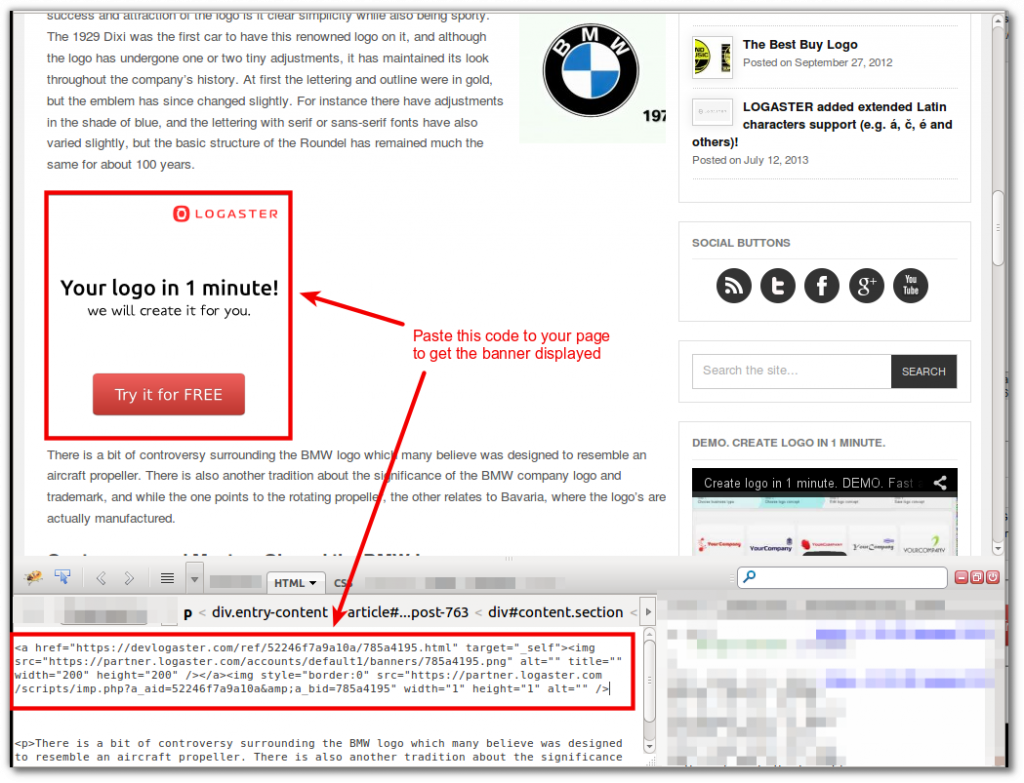 success and attraction of the logo is it clear simplicity while also being sporty.
The 1929 Dixi was the first car to have this renowned logo on it, and although
the logo has undergone one or two tiny adjustments, it has maintained its look
throughout the company's history. At first the lettering and outline were in gold,
but the emblem has since changed slightly. For instance there have adjustments
in the shade of blue, and the lettering with serif or sans-serif fonts have also
varied slightly, but the basic structure of the Roundel has remained much the
same for about 100 years.
BMW
197
LOGASTER
Your logo in 1 minute!
we will create it for you.
Try it for FREE
Paste this code to your page
to get the banner displayed
There is a bit of controversy surrounding the BMW logo which many believe was designed to resemble an
aircraft propeller. There is also another tradition about the significance of the BMW company logo and
trademark, and while the one points to the rotating propeller, the other relates to Bavaria, where the logo's are
actually manufactured.
The Best Buy Logo
Posted on September 27, 2012
LOGASTER added extended Latin
characters support (e.g. á, č, é and
others)!
Posted on July 12, 2013
SOCIAL BUTTONS
g+
You
Tube
Search the site...
SEARCH
DEMO. CREATE LOGO IN 1 MINUTE.
Create logo in 1 minute. DEMO. Fast
YourCompany
YourCompany
YourCompany
YourCompany
YOURCOMPANY
HTML
CSS
p < div.entry-content < article#...post-763 < div#content.section <
<a href="https://devlogaster.com/ref/52246f7a9a10a/785a4195.html" target="_self"><img
src="https://partner.logaster.com/accounts/default1/banners/785a4195.png" alt="" title=""
width="200" height="200" /></a><img style="border:0" src="https://partner.logaster.com
/scripts/imp.php?a_aid=52246f7a9a10a&amp;a_bid=785a4195" width="1" height="1" alt="" />
<p>There is a bit of controversy surrounding the BMW logo which many believe was designed
to resemble an aircraft propeller. There is also another tradition about the significance